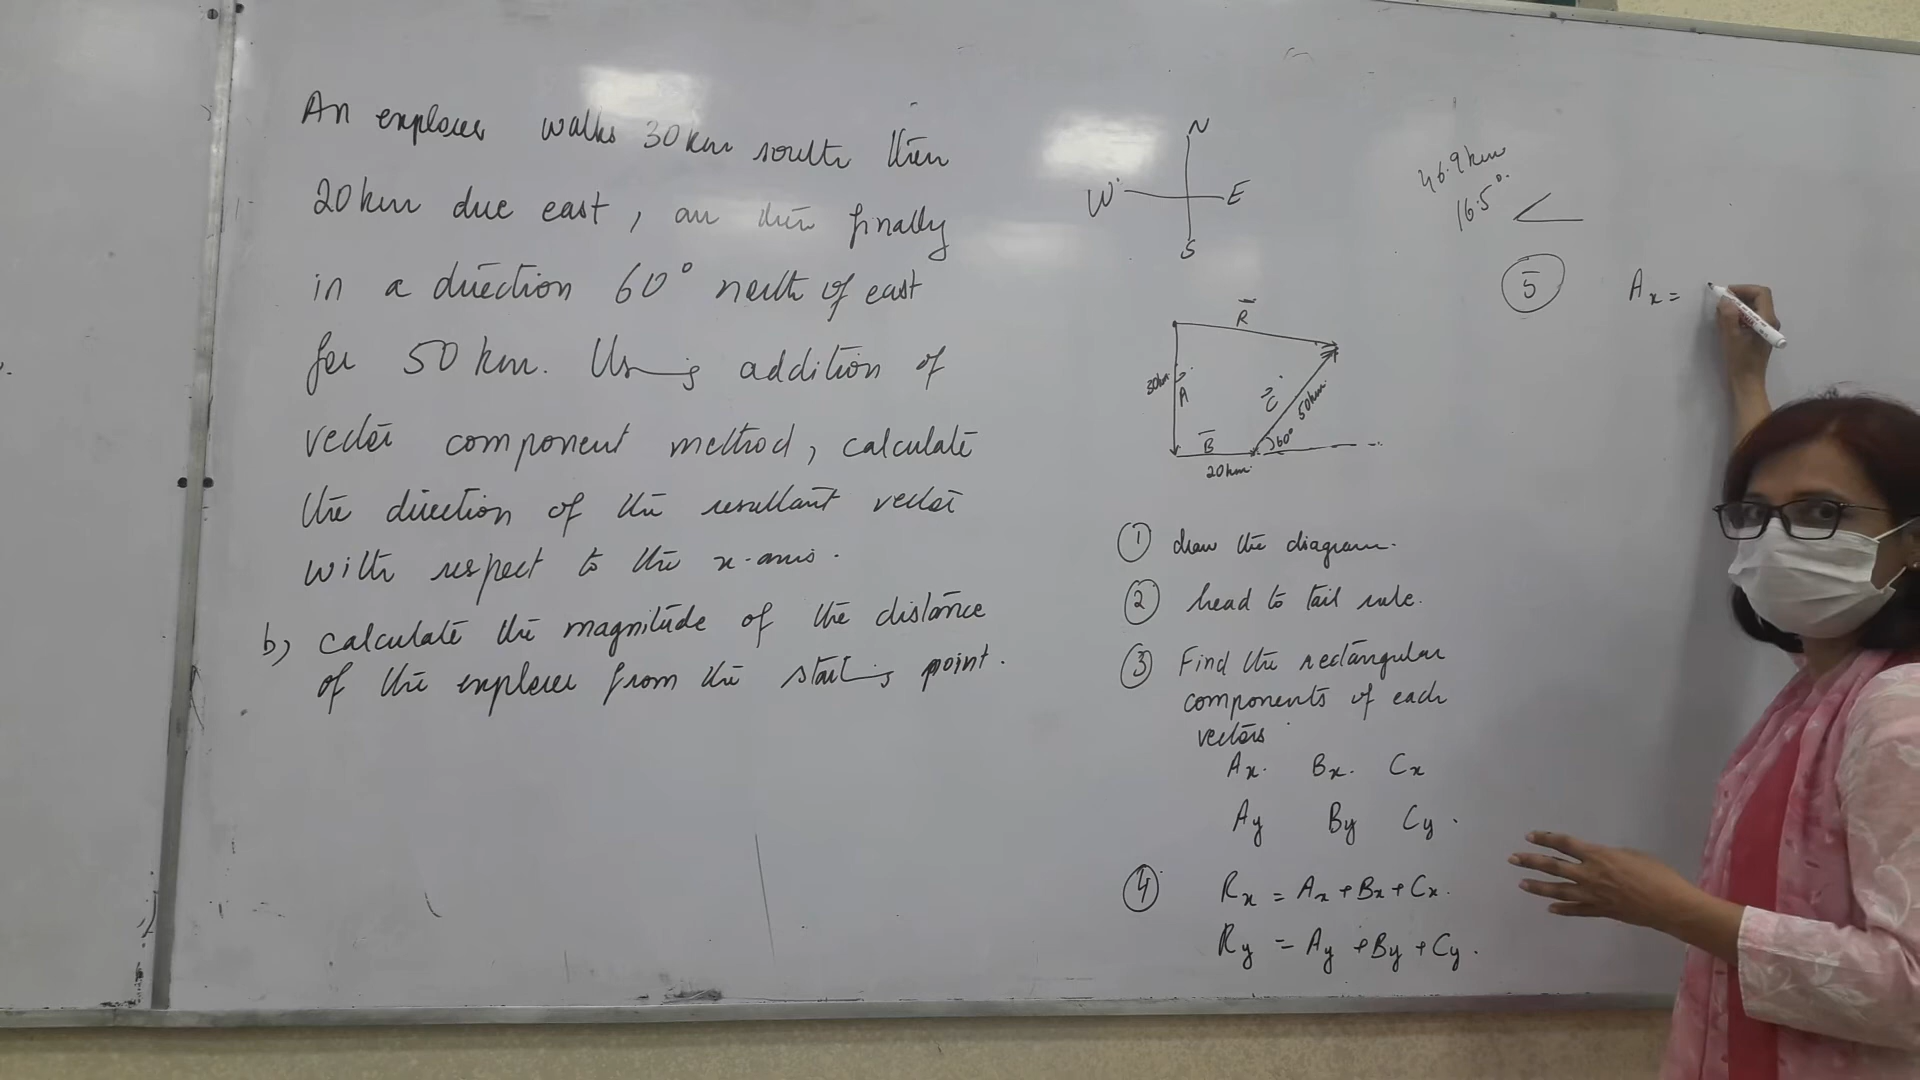 An explorer walks 30km south then
20km due east, an then finally
in a direction 60° north of east
for 50 km. Using addition of
vector component method, calculate
the direction of the resultant vector
with respect to the x-axis.
b) calculate the magnitude of the distance
of the explorer from the starting point.
N
W E
S
R
30km A
C 50km
B 60°
20km
① draw the diagram.
② head to tail rule.
③ Find the rectangular
components of each
vectors
Ax. Bx. Cx
Ay By Cy.
④ Rx = Ax + Bx + Cx.
Ry = Ay + By + Cy.
46.9km
16.5°.
⑤ Ax =